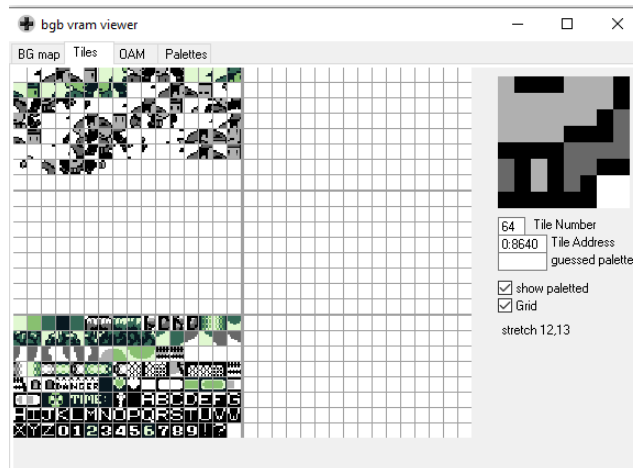 bgb vram viewer
BG map Tiles OAM Palettes
64 Tile Number
0:8640 Tile Address
guessed palette
show paletted
Grid
stretch 12,13
DANGER
TIME:
ABCDEFG
HIJKLMNOPQRSTUVW
XYZ0123456789!?